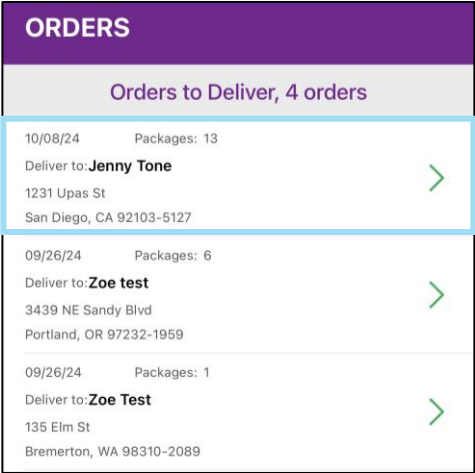 ORDERS
Orders to Deliver, 4 orders
10/08/24 Packages: 13
Deliver to:Jenny Tone
1231 Upas St
San Diego, CA 92103-5127
09/26/24 Packages: 6
Deliver to:Zoe test
3439 NE Sandy Blvd
Portland, OR 97232-1959
09/26/24 Packages: 1
Deliver to:Zoe Test
135 Elm St
Bremerton, WA 98310-2089